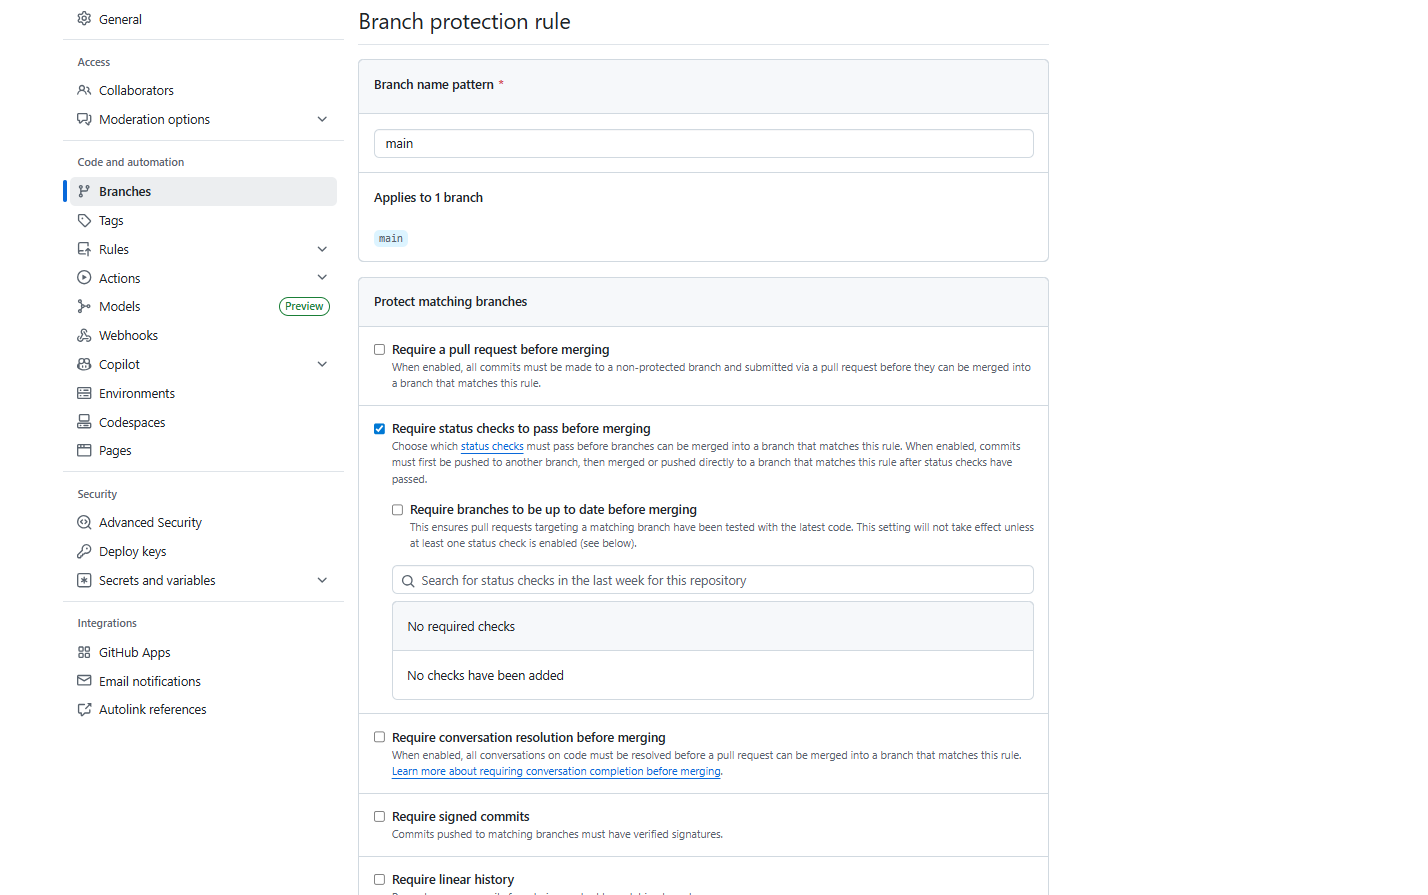 General
Access
Collaborators
Moderation options
Code and automation
Branches
Tags
Rules
Actions
Models
Preview
Webhooks
Copilot
Environments
Codespaces
Pages
Security
Advanced Security
Deploy keys
Secrets and variables
Integrations
GitHub Apps
Email notifications
Autolink references
Branch protection rule
Branch name pattern *
main
Applies to 1 branch
main
Protect matching branches
Require a pull request before merging
When enabled, all commits must be made to a non-protected branch and submitted via a pull request before they can be merged into
a branch that matches this rule.
Require status checks to pass before merging
Choose which status checks must pass before branches can be merged into a branch that matches this rule. When enabled, commits
must first be pushed to another branch, then merged or pushed directly to a branch that matches this rule after status checks have
passed.
Require branches to be up to date before merging
This ensures pull requests targeting a matching branch have been tested with the latest code. This setting will not take effect unless
at least one status check is enabled (see below).
Search for status checks in the last week for this repository
No required checks
No checks have been added
Require conversation resolution before merging
When enabled, all conversations on code must be resolved before a pull request can be merged into a branch that matches this rule.
Learn more about requiring conversation completion before merging.
Require signed commits
Commits pushed to matching branches must have verified signatures.
Require linear history